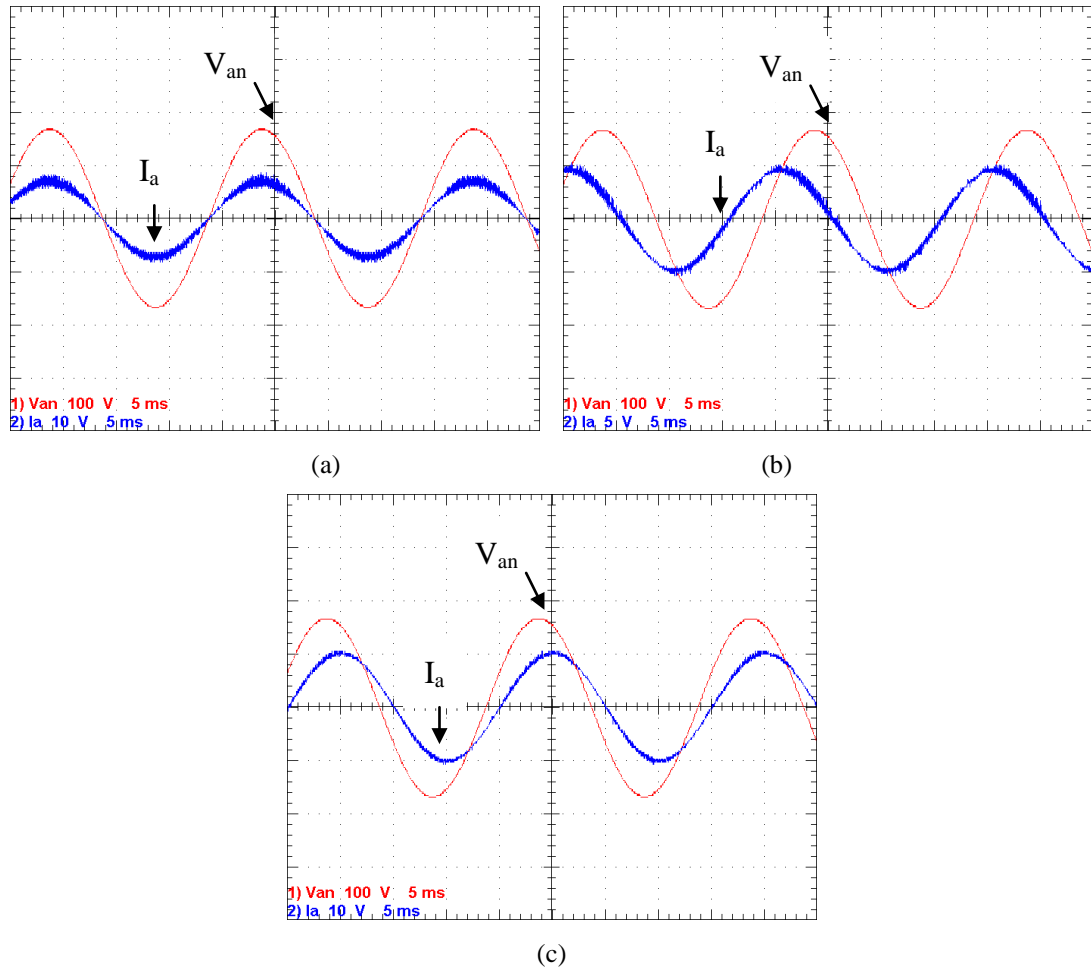 V_an
I_a
1) Van 100 V 5 ms
2) Ia 10 V 5 ms
(a)
V_an
I_a
1) Van 100 V 5 ms
2) Ia 5 V 5 ms
(b)
V_an
I_a
1) Van 100 V 5 ms
2) Ia 10 V 5 ms
(c)